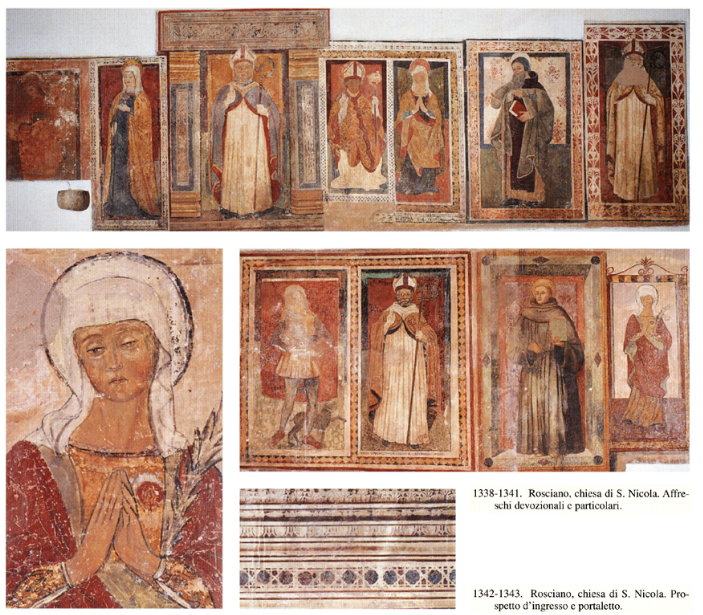 1338-1341. Rosciano, chiesa di S. Nicola. Affre-
schi devozionali e particolari.
1342-1343. Rosciano, chiesa di S. Nicola. Pro-
spetto d'ingresso e portaletto.